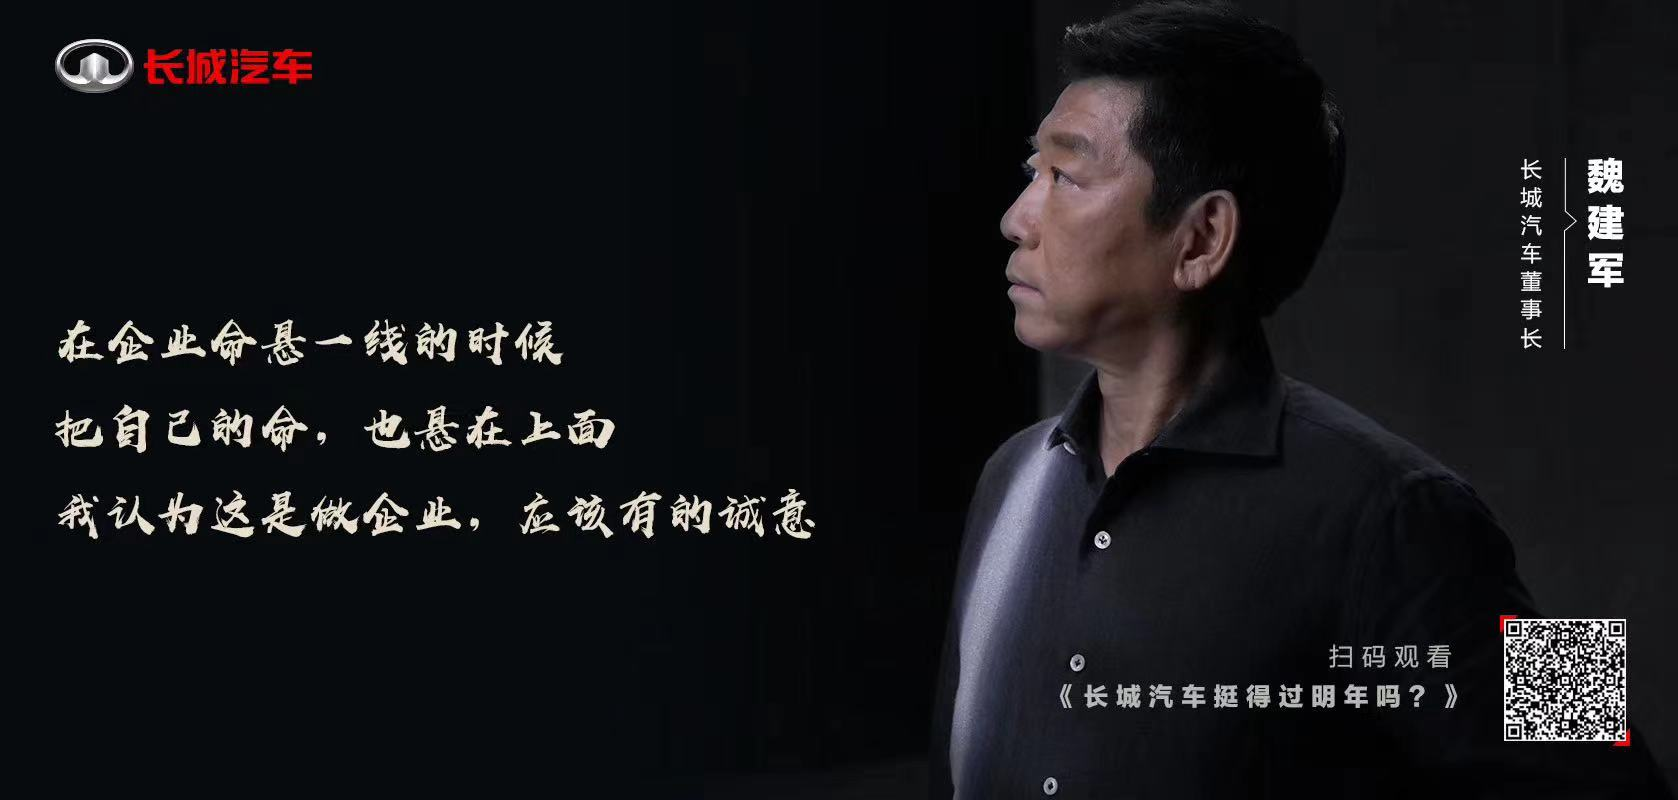 长城汽车
在企业命悬一线的时候
把自己的命，也悬在上面
我认为这是做企业，应该有的诚意
魏建军
长城汽车董事长
扫码观看
《长城汽车挺得过明年吗？》